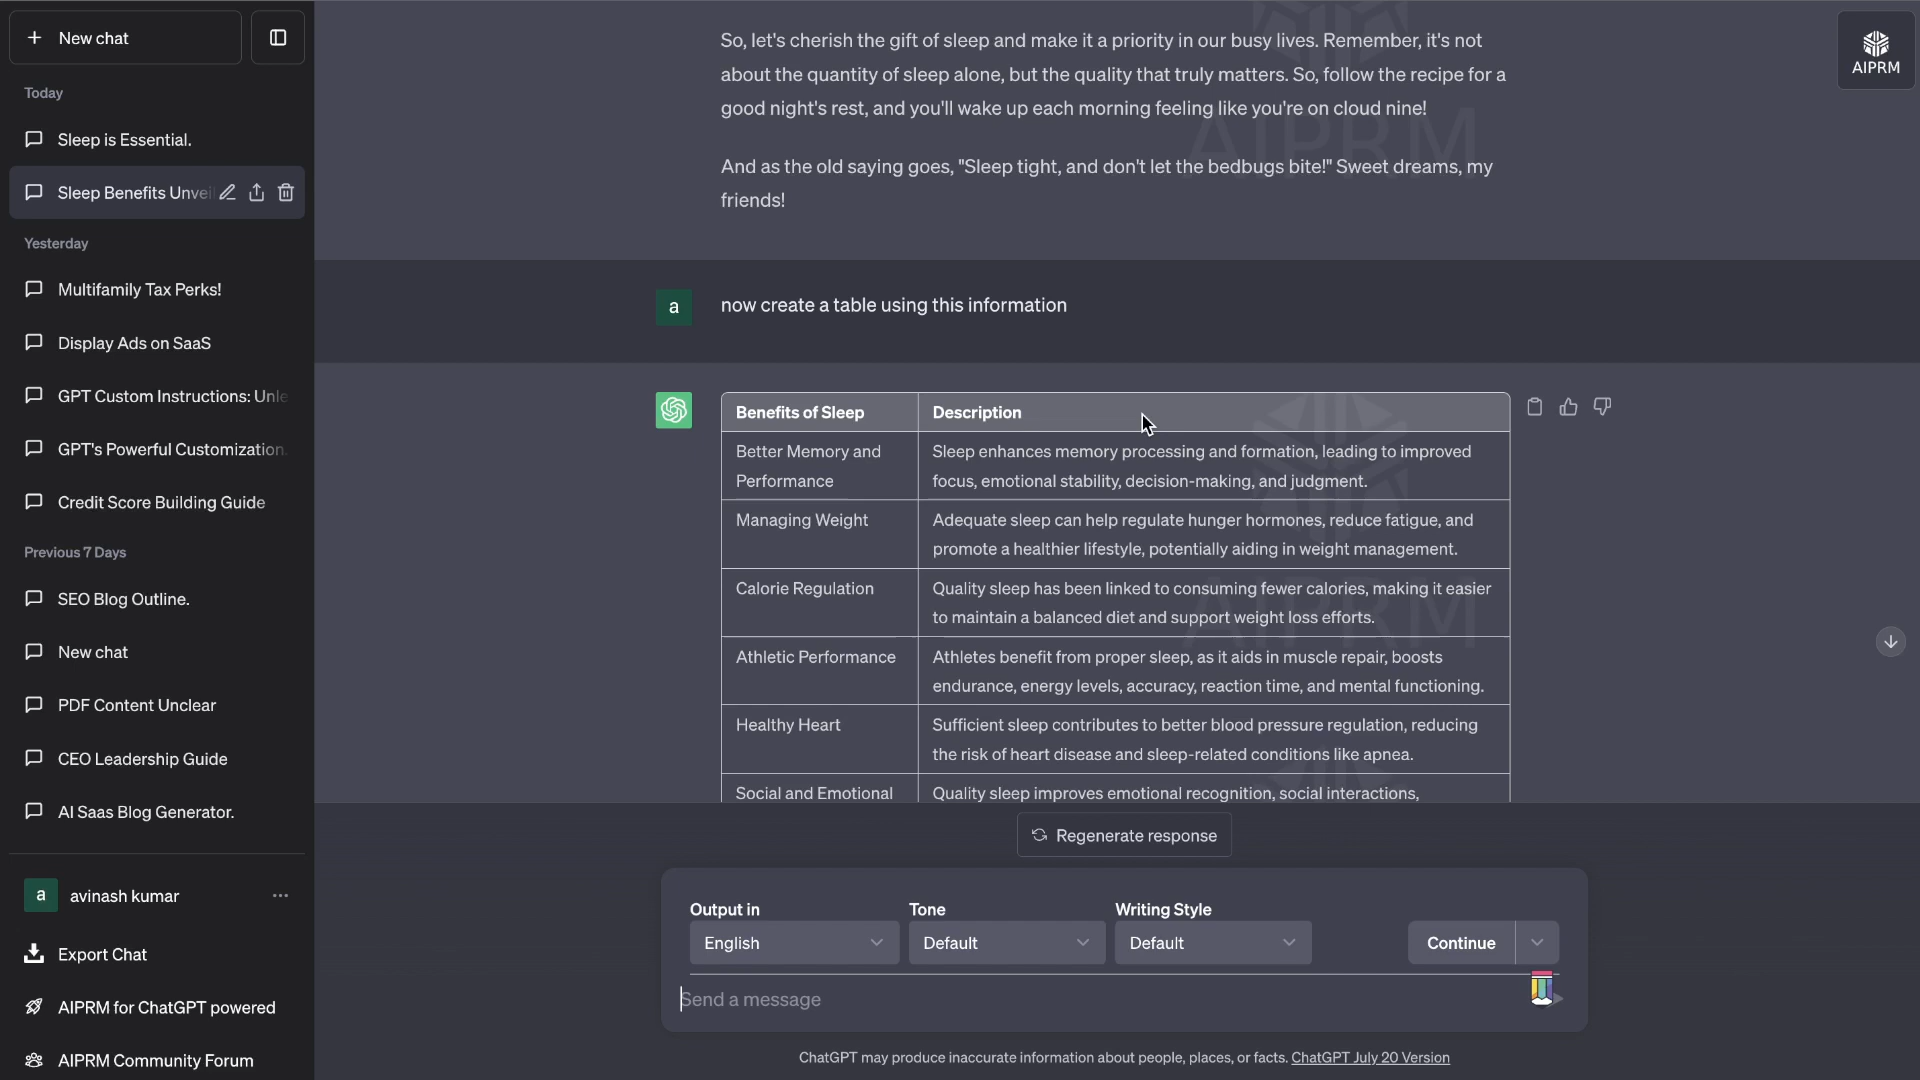 New chat
Today
Sleep is Essential.
Sleep Benefits Unvei
Yesterday
Multifamily Tax Perks!
Display Ads on SaaS
GPT Custom Instructions: Unle
GPT's Powerful Customization.
Credit Score Building Guide
Previous 7 Days
SEO Blog Outline.
New chat
PDF Content Unclear
CEO Leadership Guide
AI Saas Blog Generator.
a
avinash kumar
Export Chat
AIPRM for ChatGPT powered
AIPRM Community Forum
So, let's cherish the gift of sleep and make it a priority in our busy lives. Remember, it's not
about the quantity of sleep alone, but the quality that truly matters. So, follow the recipe for a
good night's rest, and you'll wake up each morning feeling like you're on cloud nine!
And as the old saying goes, "Sleep tight, and don't let the bedbugs bite!" Sweet dreams, my
friends!
AIPRM
AIPRM
a
now create a table using this information
Benefits of Sleep
Description
Better Memory and
Performance
Sleep enhances memory processing and formation, leading to improved
focus, emotional stability, decision-making, and judgment.
Managing Weight
Adequate sleep can help regulate hunger hormones, reduce fatigue, and
promote a healthier lifestyle, potentially aiding in weight management.
Calorie Regulation
Quality sleep has been linked to consuming fewer calories, making it easier
to maintain a balanced diet and support weight loss efforts.
AIPRM
Athletic Performance
Athletes benefit from proper sleep, as it aids in muscle repair, boosts
endurance, energy levels, accuracy, reaction time, and mental functioning.
Healthy Heart
Sufficient sleep contributes to better blood pressure regulation, reducing
the risk of heart disease and sleep-related conditions like apnea.
Social and Emotional
Quality sleep improves emotional recognition, social interactions,
Regenerate response
Output in
Tone
Writing Style
English
Default
Default
Continue
Send a message
ChatGPT may produce inaccurate information about people, places, or facts. ChatGPT July 20 Version